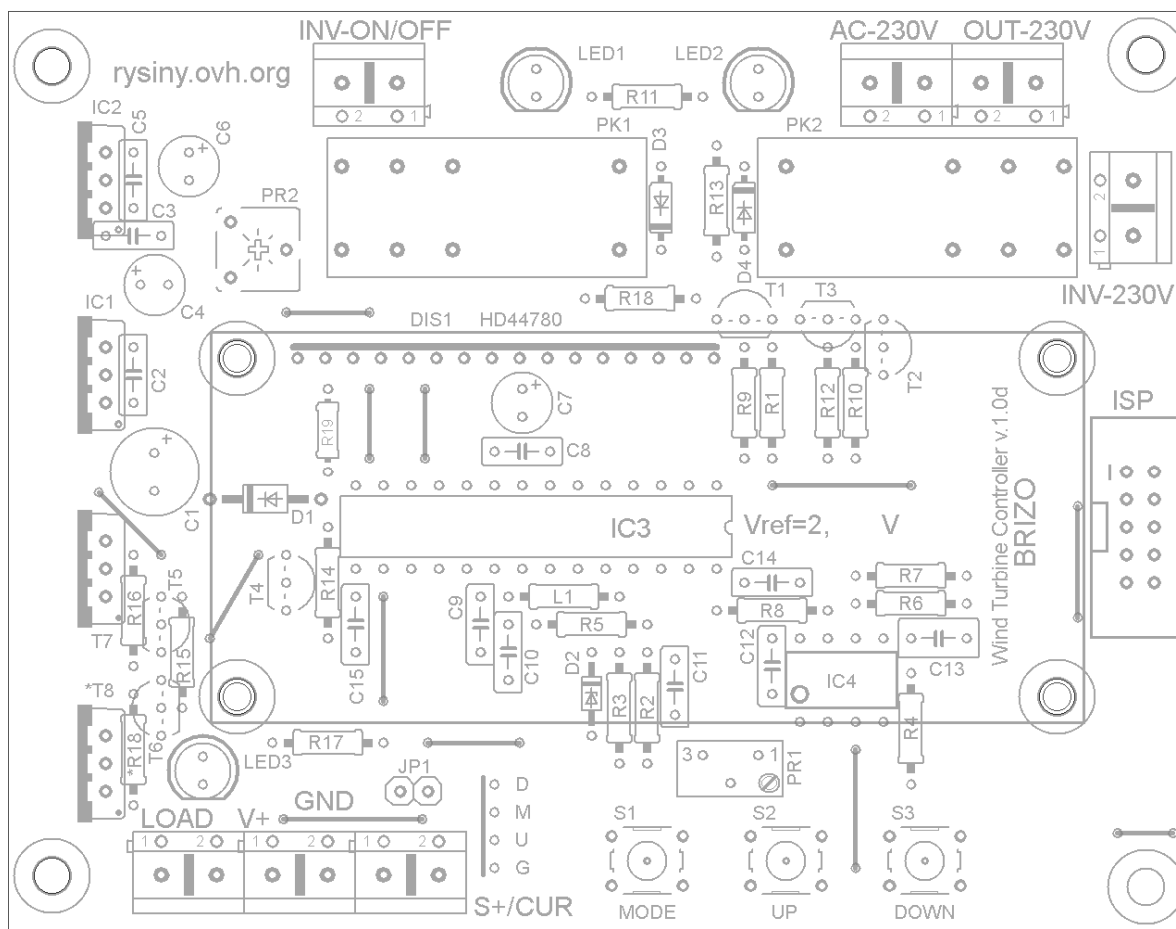 INV-ON/OFF
LED1
LED2
AC-230V
OUT-230V
rysiny.ovh.org
R11
2
1
2
1
2
1
IC2
C5
C6
+
PK1
D3
PK2
R13
PR2
C3
D4
2
1
INV-230V
+
C4
R18
T1
T3
IC1
DIS1 HD44780
T2
C2
+
C7
R19
R9
R1
R12
R10
ISP
C8
+
C1
D1
IC3
Vref=2, V
Wind Turbine Controller v.1.0d
BRIZO
C14
R14
T4
R7
R16
T5
C9
L1
R8
R6
T7
R5
C12
C13
R15
C15
C10
D2
C11
*T8
IC4
R3
R2
R4
*R18
T6
LED3
R17
3
1
PR1
JP1
D
LOAD
V+
GND
M
S1
S2
S3
1
2
1
2
1
2
U
G
S+/CUR
MODE
UP
DOWN